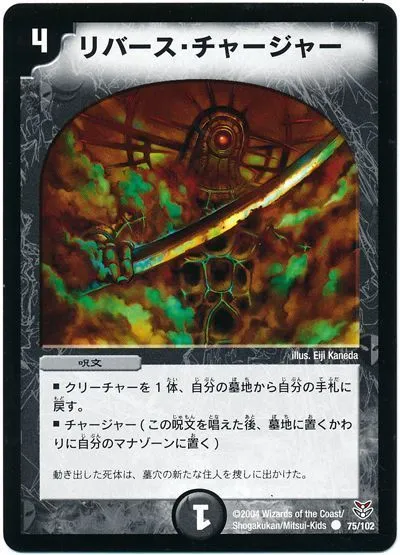 4
リバース・チャージャー
illus. Eiji Kaneda
呪文
■ クリーチャーを1体、自分の墓地から自分の手札に
戻す。
■ チャージャー(この呪文を唱えた後、墓地に置くかわ
りに自分のマナゾーンに置く)
動き出した死体は、墓穴の新たな住人を捜しに出かけた。
1
©2004 Wizards of the Coast/
Shogakukan/Mitsui-Kids ● 75/102